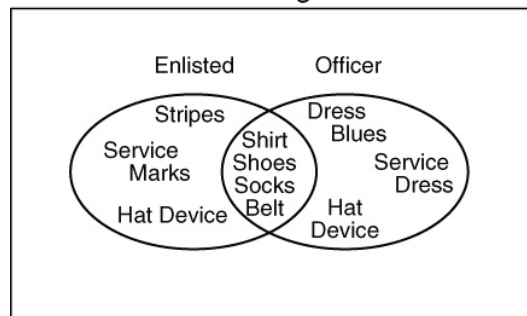 Enlisted
Officer
Stripes
Service
Marks
Hat Device
Shirt
Shoes
Socks
Belt
Dress
Blues
Service
Dress
Hat
Device